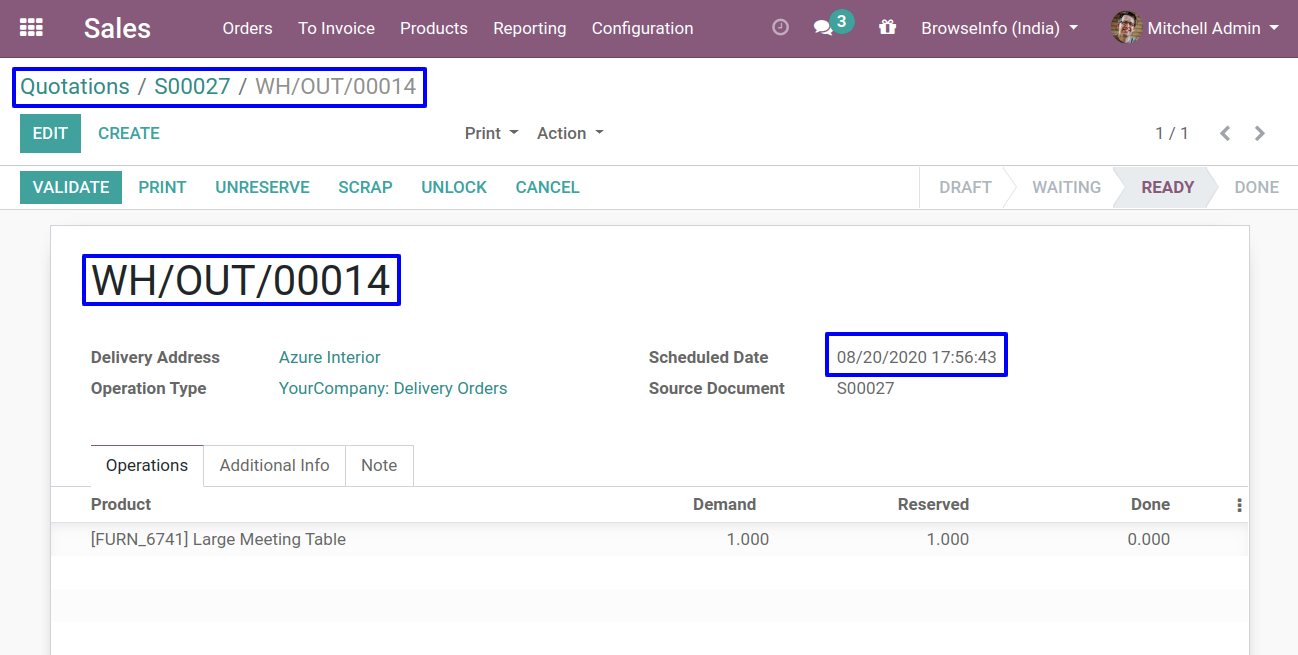 Sales Orders To Invoice Products Reporting Configuration 3 BrowseInfo (India) Mitchell Admin
Quotations / S00027 / WH/OUT/00014
EDIT CREATE Print Action 1 / 1
VALIDATE PRINT UNRESERVE SCRAP UNLOCK CANCEL DRAFT WAITING READY DONE
WH/OUT/00014
Delivery Address Azure Interior Scheduled Date 08/20/2020 17:56:43
Operation Type YourCompany: Delivery Orders Source Document S00027
Operations Additional Info Note
Product Demand Reserved Done
[FURN_6741] Large Meeting Table 1.000 1.000 0.000